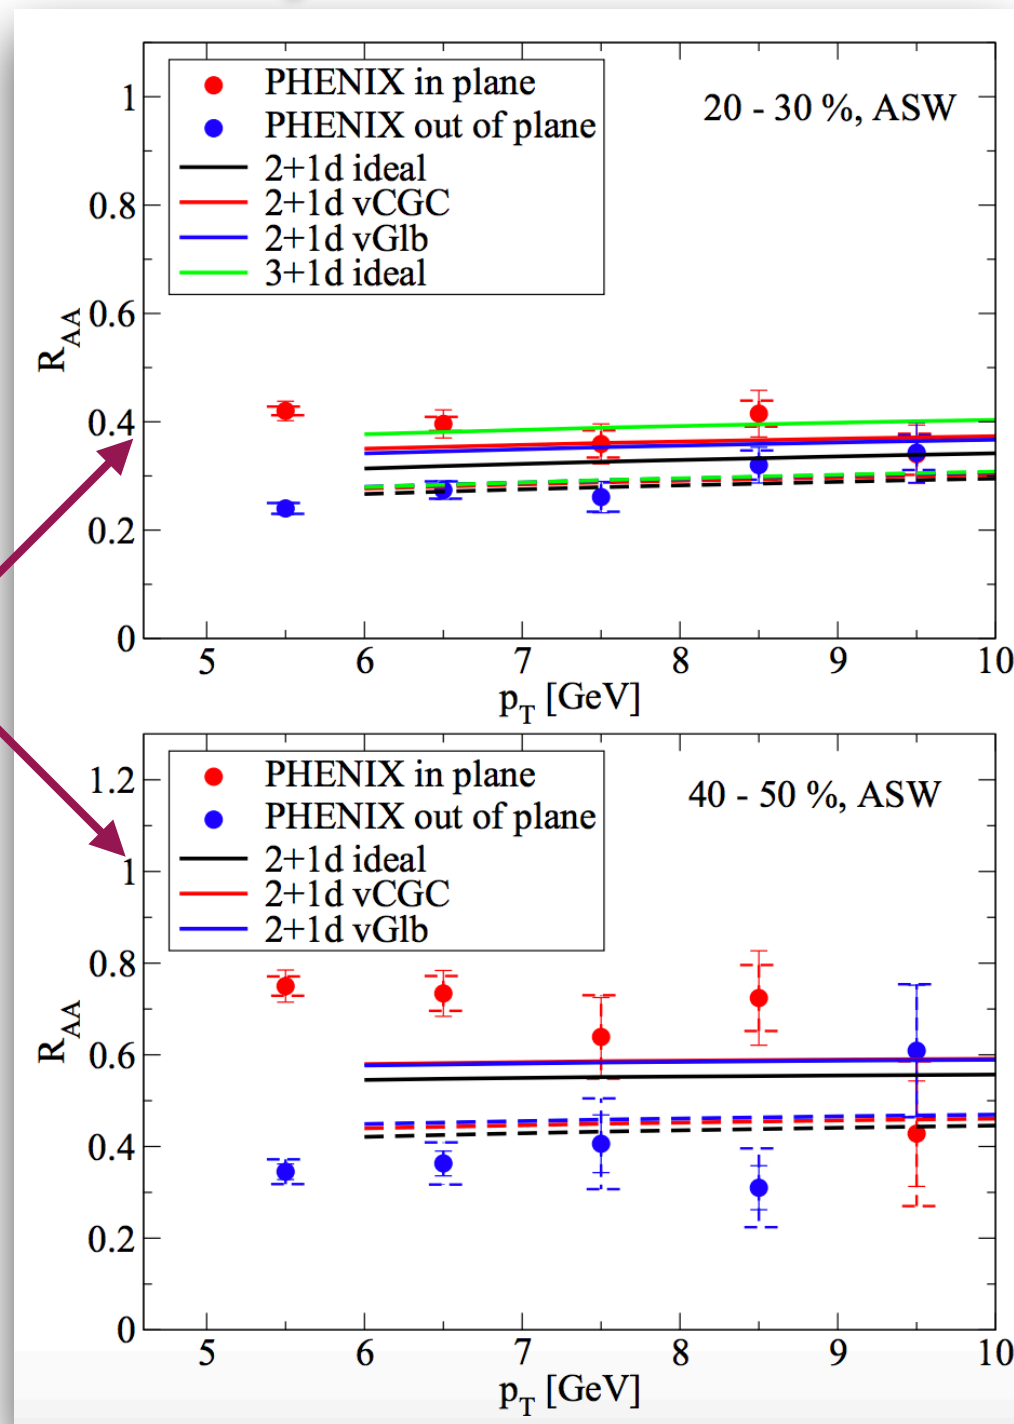 PHENIX in plane
PHENIX out of plane
2+1d ideal
2+1d vCGC
2+1d vGlb
3+1d ideal
20 - 30 %, ASW
1
0.8
0.6
0.4
0.2
0
R_AA
5 6 7 8 9 10
p_T [GeV]
PHENIX in plane
PHENIX out of plane
2+1d ideal
2+1d vCGC
2+1d vGlb
40 - 50 %, ASW
1.2
1
0.8
0.6
0.4
0.2
0
R_AA
5 6 7 8 9 10
p_T [GeV]